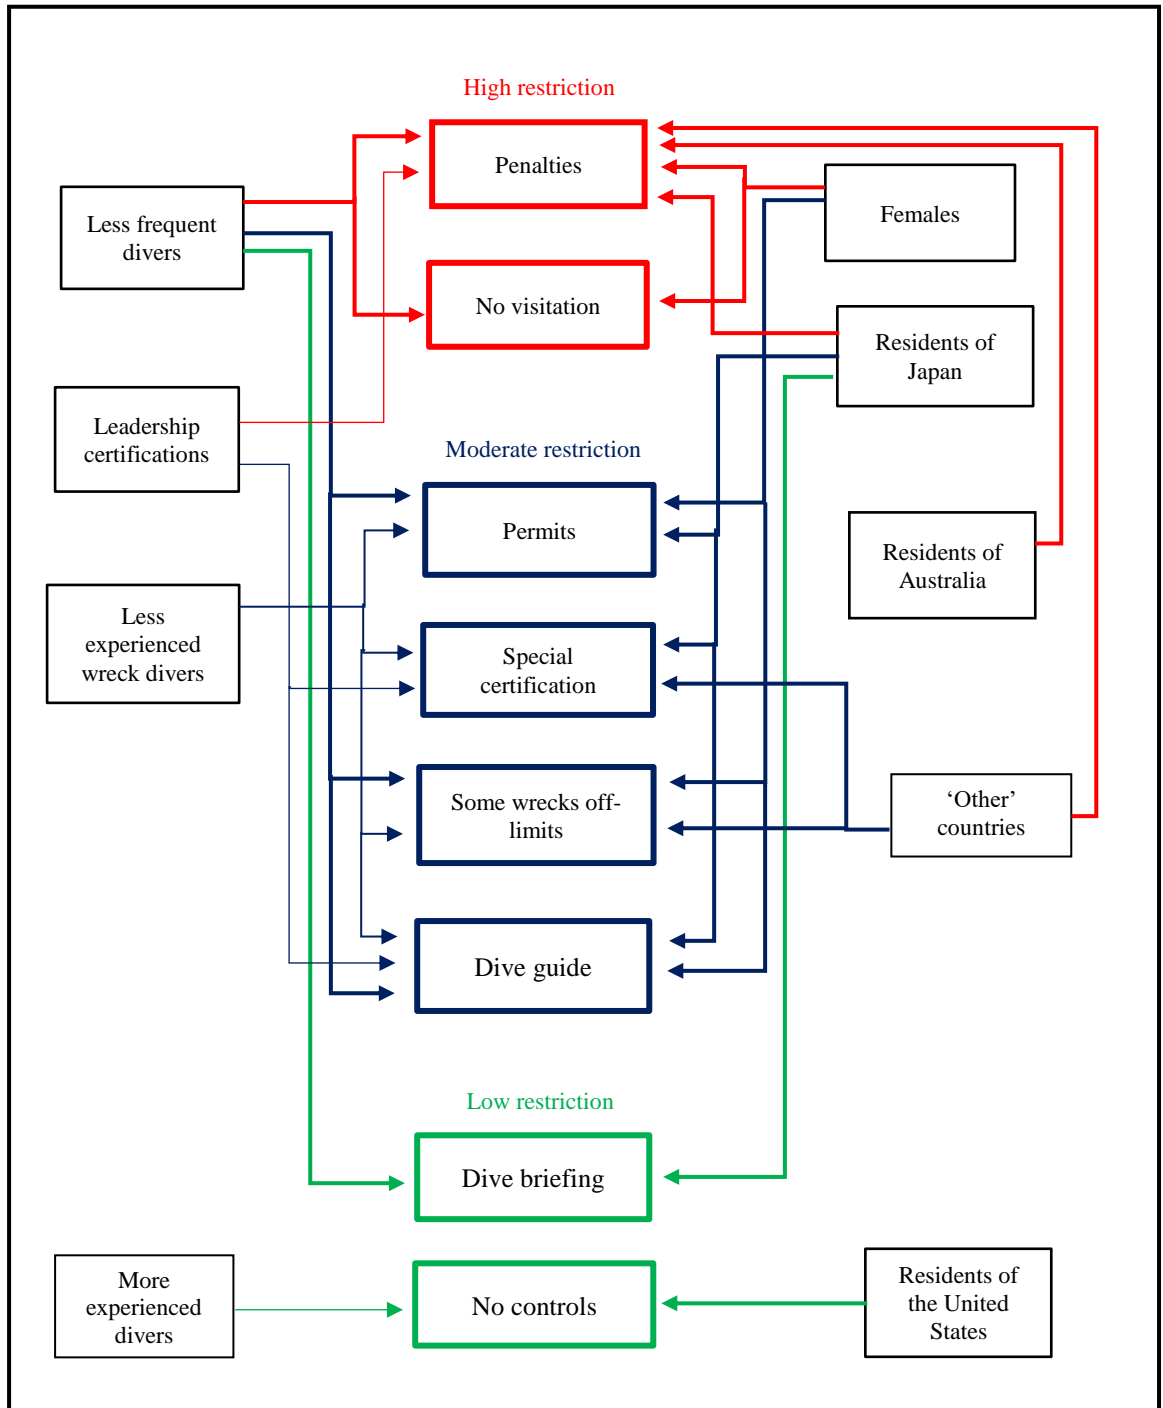 High restriction
Penalties
Less frequent
divers
Females
No visitation
Residents of
Japan
Leadership
certifications
Moderate restriction
Permits
Residents of
Australia
Less
experienced
wreck divers
Special
certification
Some wrecks off-
limits
‘Other’
countries
Dive guide
Low restriction
Dive briefing
More
experienced
divers
No controls
Residents of
the United
States